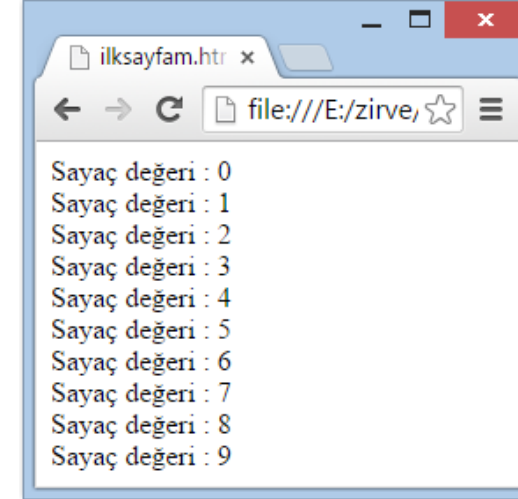 ilksayfam.htr
file:///E:/zirve/
Sayaç değeri : 0
Sayaç değeri : 1
Sayaç değeri : 2
Sayaç değeri : 3
Sayaç değeri : 4
Sayaç değeri : 5
Sayaç değeri : 6
Sayaç değeri : 7
Sayaç değeri : 8
Sayaç değeri : 9